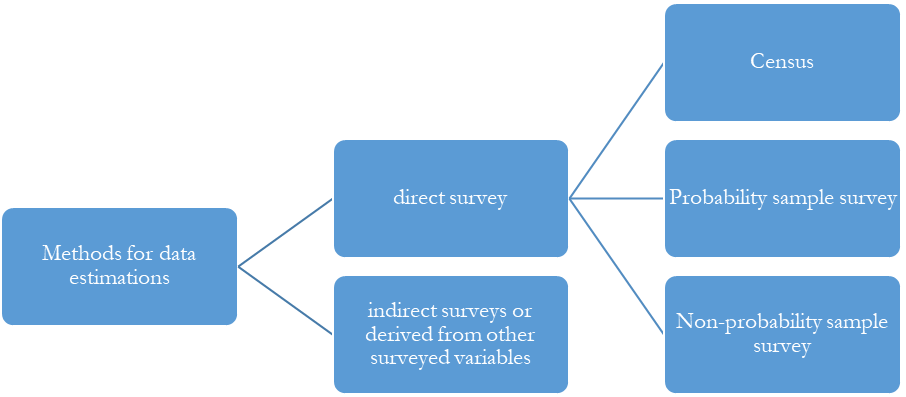 Methods for data
estimations
direct survey
indirect surveys or
derived from other
surveyed variables
Census
Probability sample survey
Non-probability sample
survey